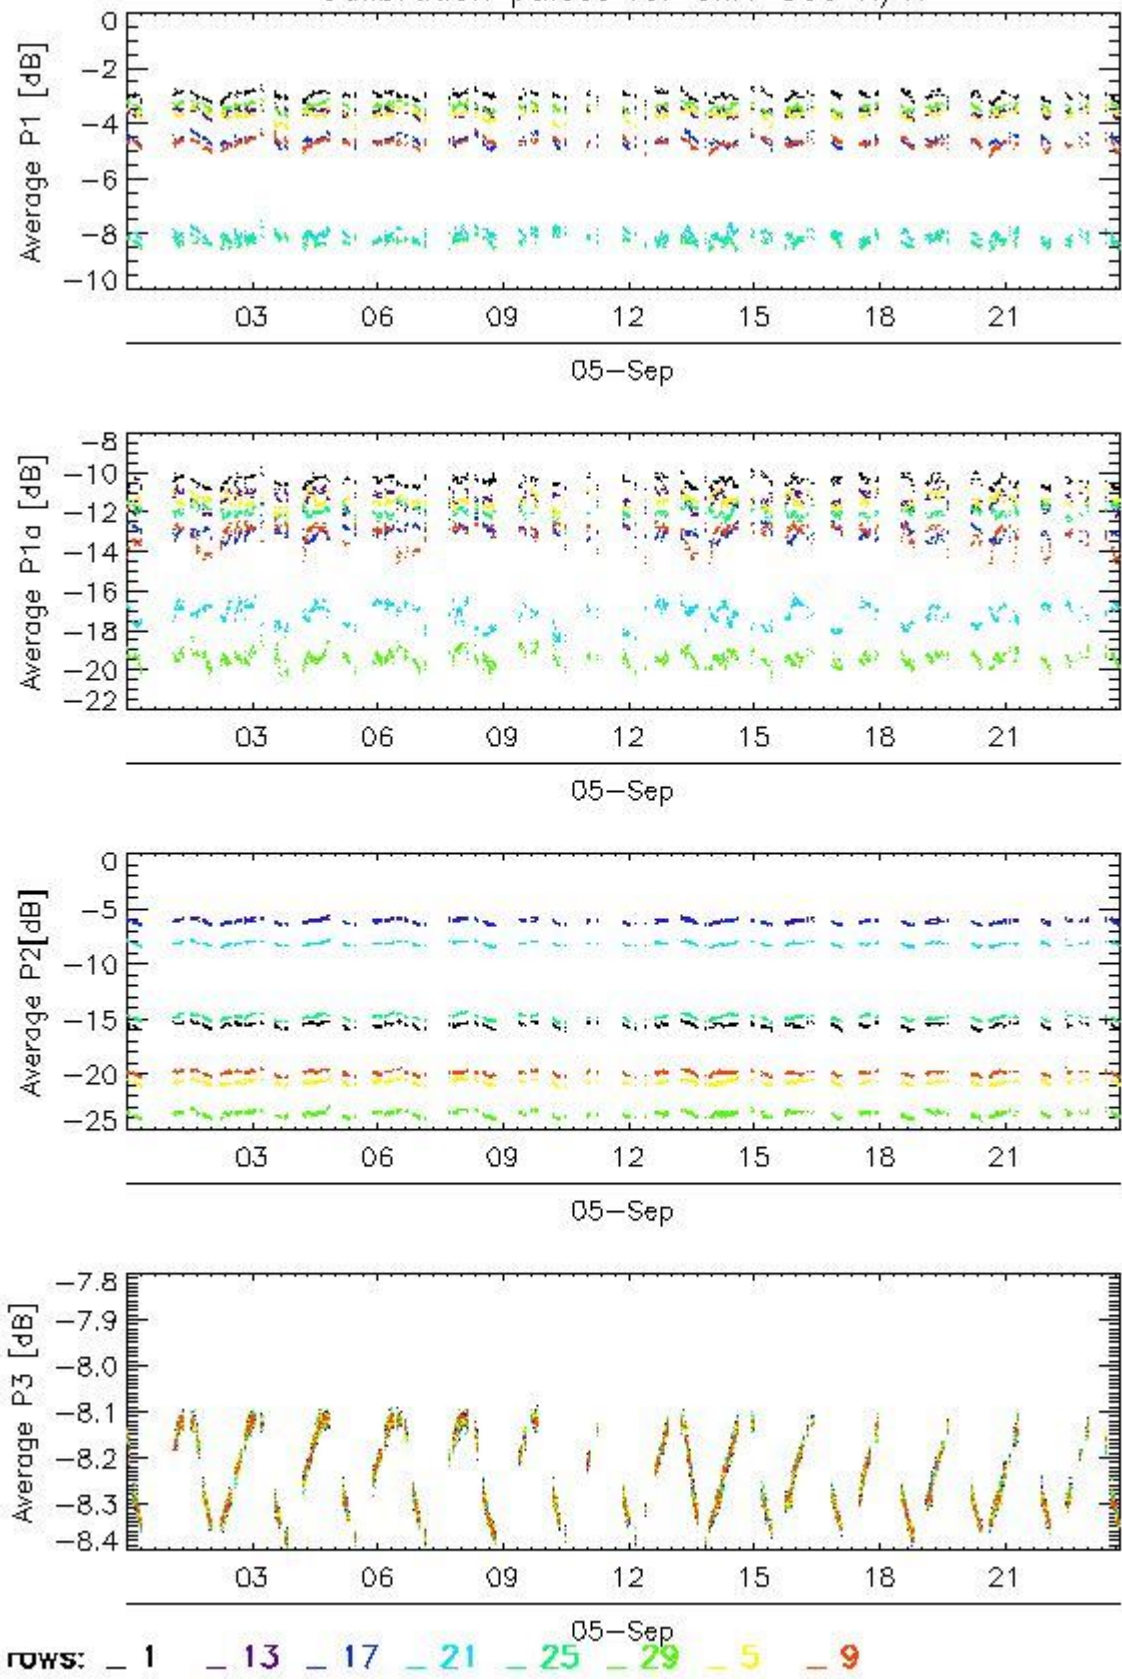 0
−2
−4
−6
−8
−10
Average P1 [dB]
03 06 09 12 15 18 21
05−Sep
−8
−10
−12
−14
−16
−18
−20
−22
Average P1a [dB]
03 06 09 12 15 18 21
05−Sep
0
−5
−10
−15
−20
−25
Average P2[dB]
03 06 09 12 15 18 21
05−Sep
−7.8
−7.9
−8.0
−8.1
−8.2
−8.3
−8.4
Average P3 [dB]
03 06 09 12 15 18 21
05−Sep
rows: _ 1 _ 13 _ 17 _ 21 _ 25 _ 29 _ 5 _ 9